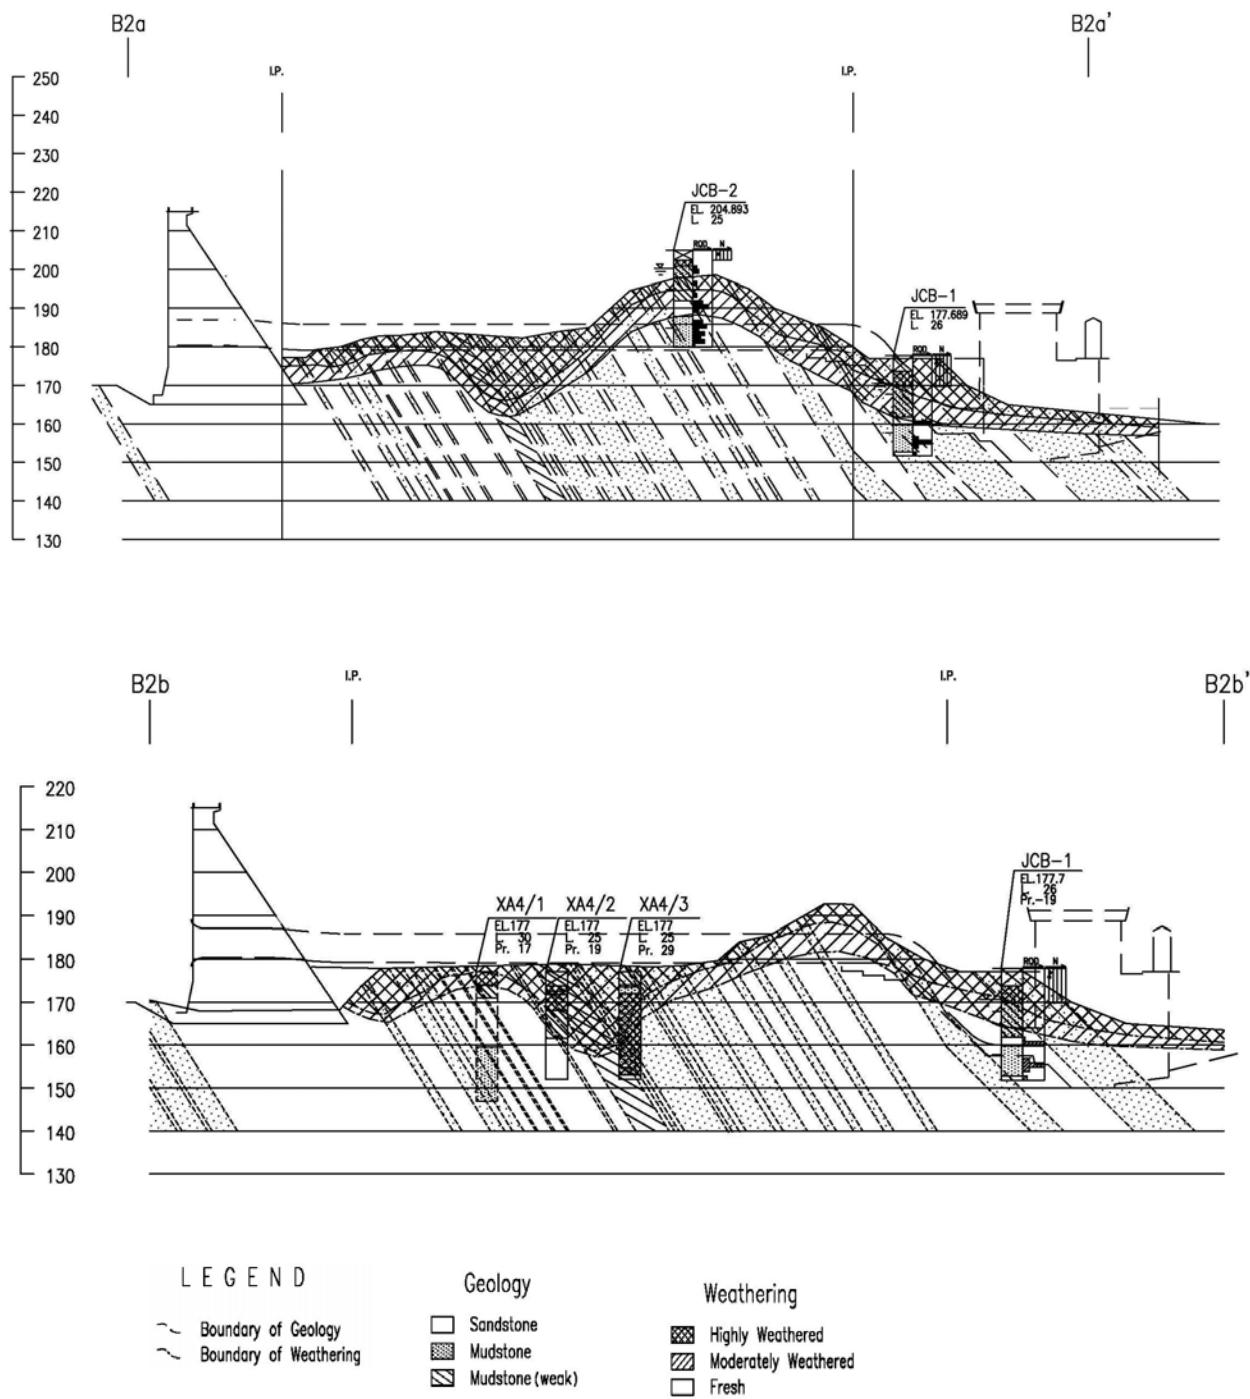 B2a
B2a'
I.P.
I.P.
250
240
230
220
210
200
190
180
170
160
150
140
130
JCB-2
EL. 204.893
L. 25
RQD N
JCB-1
EL. 177.689
L. 26
RQD N
B2b
I.P.
I.P.
B2b'
220
210
200
190
180
170
160
150
140
130
XA4/1
EL.177
L. 30
Pr. 17
XA4/2
EL.177
L. 25
Pr. 19
XA4/3
EL.177
L. 25
Pr. 29
JCB-1
EL.177.7
L. 26
Pr.-19
RQD N
LEGEND
Boundary of Geology
Boundary of Weathering
Geology
Sandstone
Mudstone
Mudstone(weak)
Weathering
Highly Weathered
Moderately Weathered
Fresh